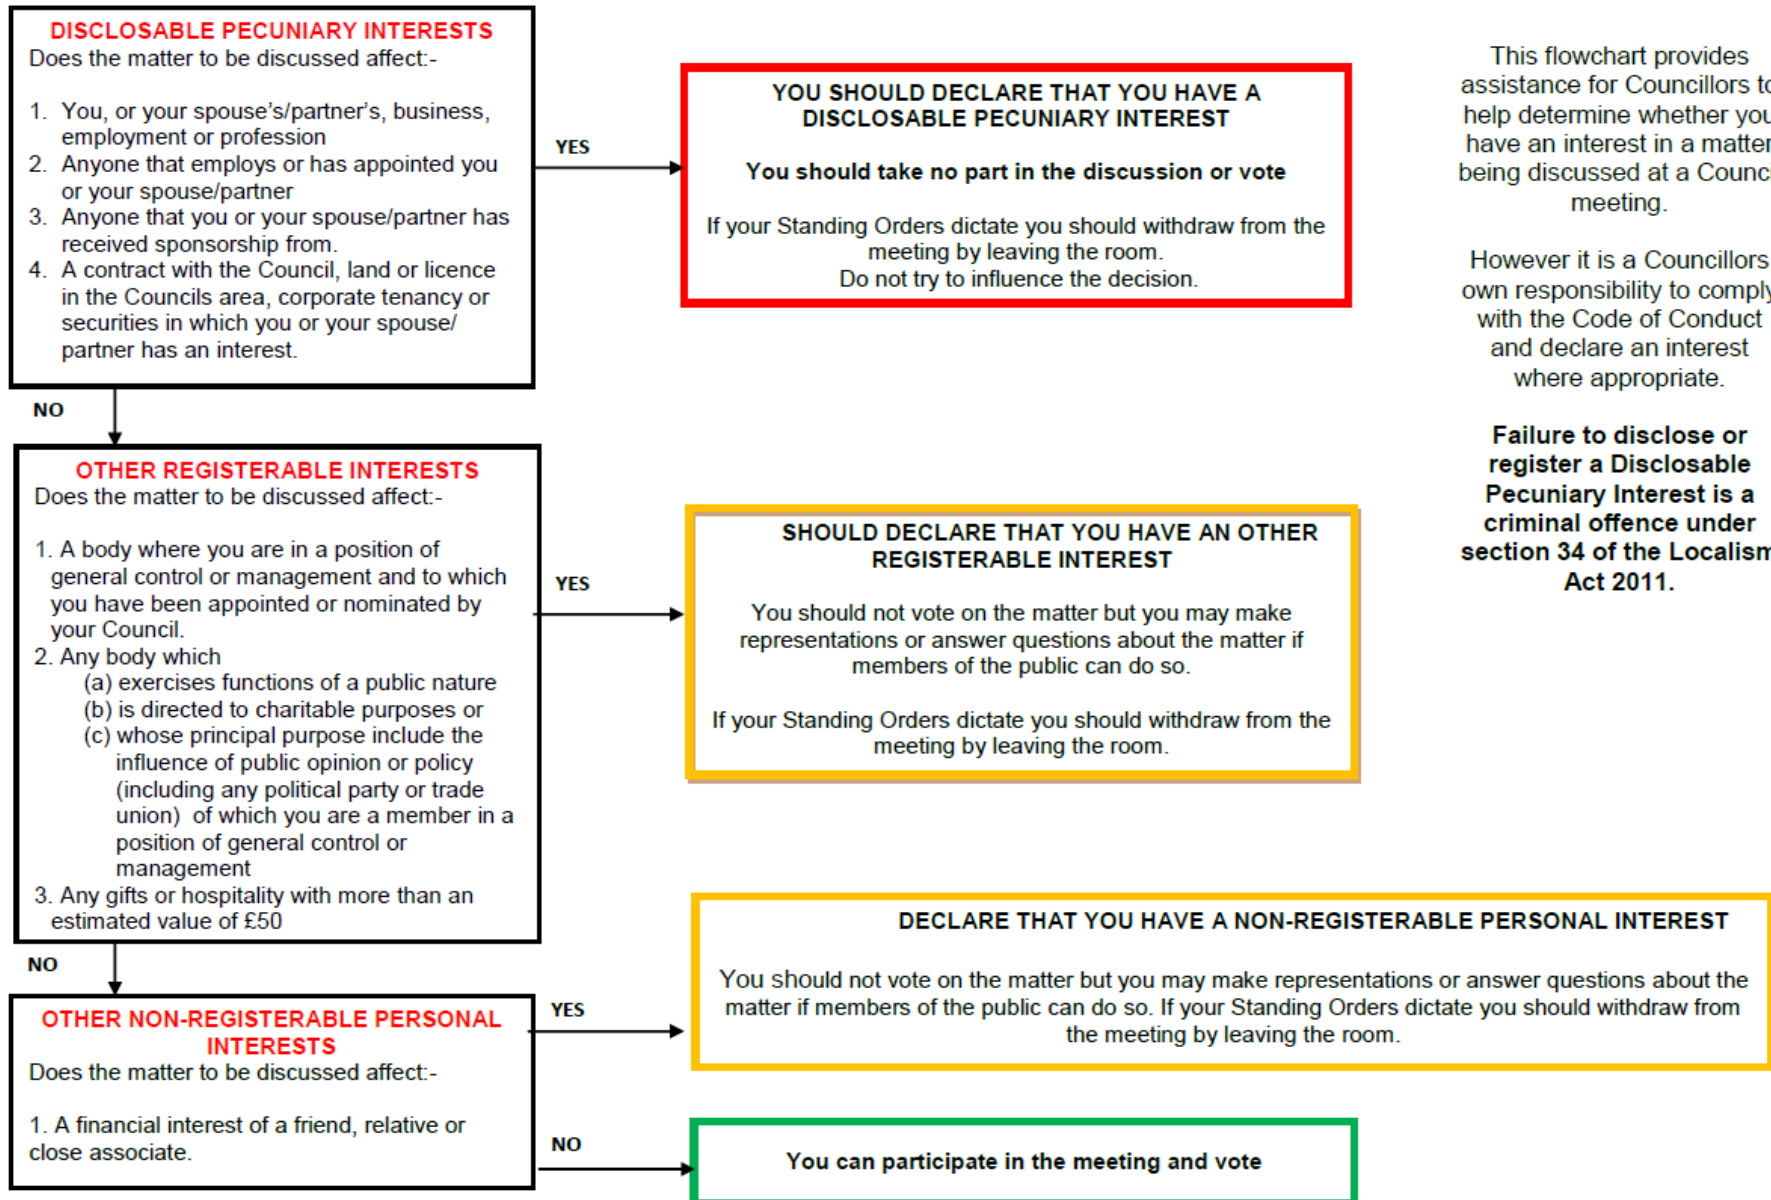 DISCLOSABLE PECUNIARY INTERESTS
Does the matter to be discussed affect:-
1. You, or your spouse's/partner's, business,
employment or profession
2. Anyone that employs or has appointed you
or your spouse/partner
3. Anyone that you or your spouse/partner has
received sponsorship from.
4. A contract with the Council, land or licence
in the Councils area, corporate tenancy or
securities in which you or your spouse/
partner has an interest.
YES
YOU SHOULD DECLARE THAT YOU HAVE A
DISCLOSABLE PECUNIARY INTEREST
You should take no part in the discussion or vote
If your Standing Orders dictate you should withdraw from the
meeting by leaving the room.
Do not try to influence the decision.
This flowchart provides
assistance for Councillors to
help determine whether you
have an interest in a matter
being discussed at a Counci
meeting.
However it is a Councillors
own responsibility to comply
with the Code of Conduct
and declare an interest
where appropriate.
Failure to disclose or
register a Disclosable
Pecuniary Interest is a
criminal offence under
section 34 of the Localism
Act 2011.
NO
OTHER REGISTERABLE INTERESTS
Does the matter to be discussed affect:-
1. A body where you are in a position of
general control or management and to which
you have been appointed or nominated by
your Council.
2. Any body which
(a) exercises functions of a public nature
(b) is directed to charitable purposes or
(c) whose principal purpose include the
influence of public opinion or policy
(including any political party or trade
union) of which you are a member in a
position of general control or
management
3. Any gifts or hospitality with more than an
estimated value of £50
YES
SHOULD DECLARE THAT YOU HAVE AN OTHER
REGISTERABLE INTEREST
You should not vote on the matter but you may make
representations or answer questions about the matter if
members of the public can do so.
If your Standing Orders dictate you should withdraw from the
meeting by leaving the room.
NO
OTHER NON-REGISTERABLE PERSONAL
INTERESTS
Does the matter to be discussed affect:-
1. A financial interest of a friend, relative or
close associate.
YES
DECLARE THAT YOU HAVE A NON-REGISTERABLE PERSONAL INTEREST
You should not vote on the matter but you may make representations or answer questions about the
matter if members of the public can do so. If your Standing Orders dictate you should withdraw from
the meeting by leaving the room.
NO
You can participate in the meeting and vote